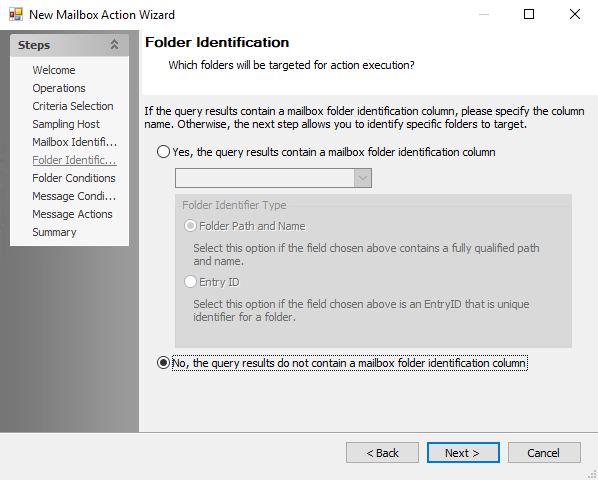 New Mailbox Action Wizard
Steps
Welcome
Operations
Criteria Selection
Sampling Host
Mailbox Identifi...
Folder Identific...
Folder Conditions
Message Condi...
Message Actions
Summary
Folder Identification
Which folders will be targeted for action execution?
If the query results contain a mailbox folder identification column, please specify the column
name. Otherwise, the next step allows you to identify specific folders to target.
Yes, the query results contain a mailbox folder identification column
Folder Identifier Type
Folder Path and Name
Select this option if the field chosen above contains a fully qualified path
and name.
Entry ID
Select this option if the field chosen above is an EntryID that is unique
identifier for a folder.
No, the query results do not contain a mailbox folder identification column
< Back
Next >
Cancel